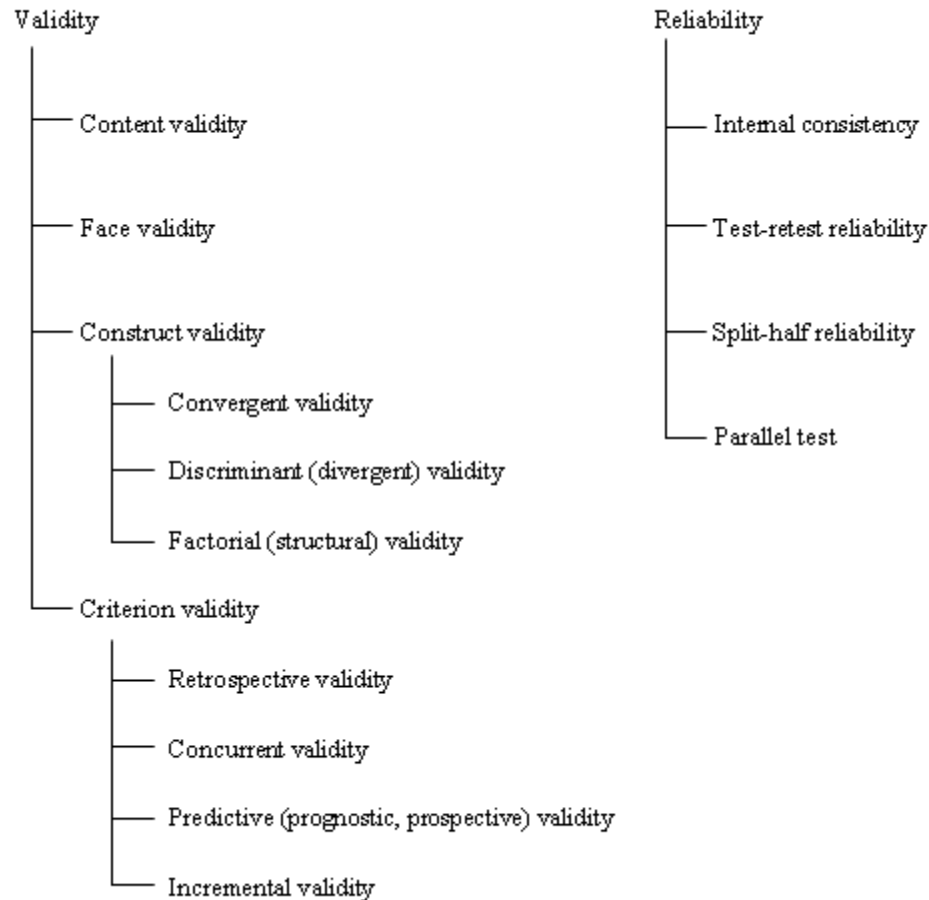 Validity
Content validity
Face validity
Construct validity
Convergent validity
Discriminant (divergent) validity
Factorial (structural) validity
Criterion validity
Retrospective validity
Concurrent validity
Predictive (prognostic, prospective) validity
Incremental validity
Reliability
Internal consistency
Test-retest reliability
Split-half reliability
Parallel test